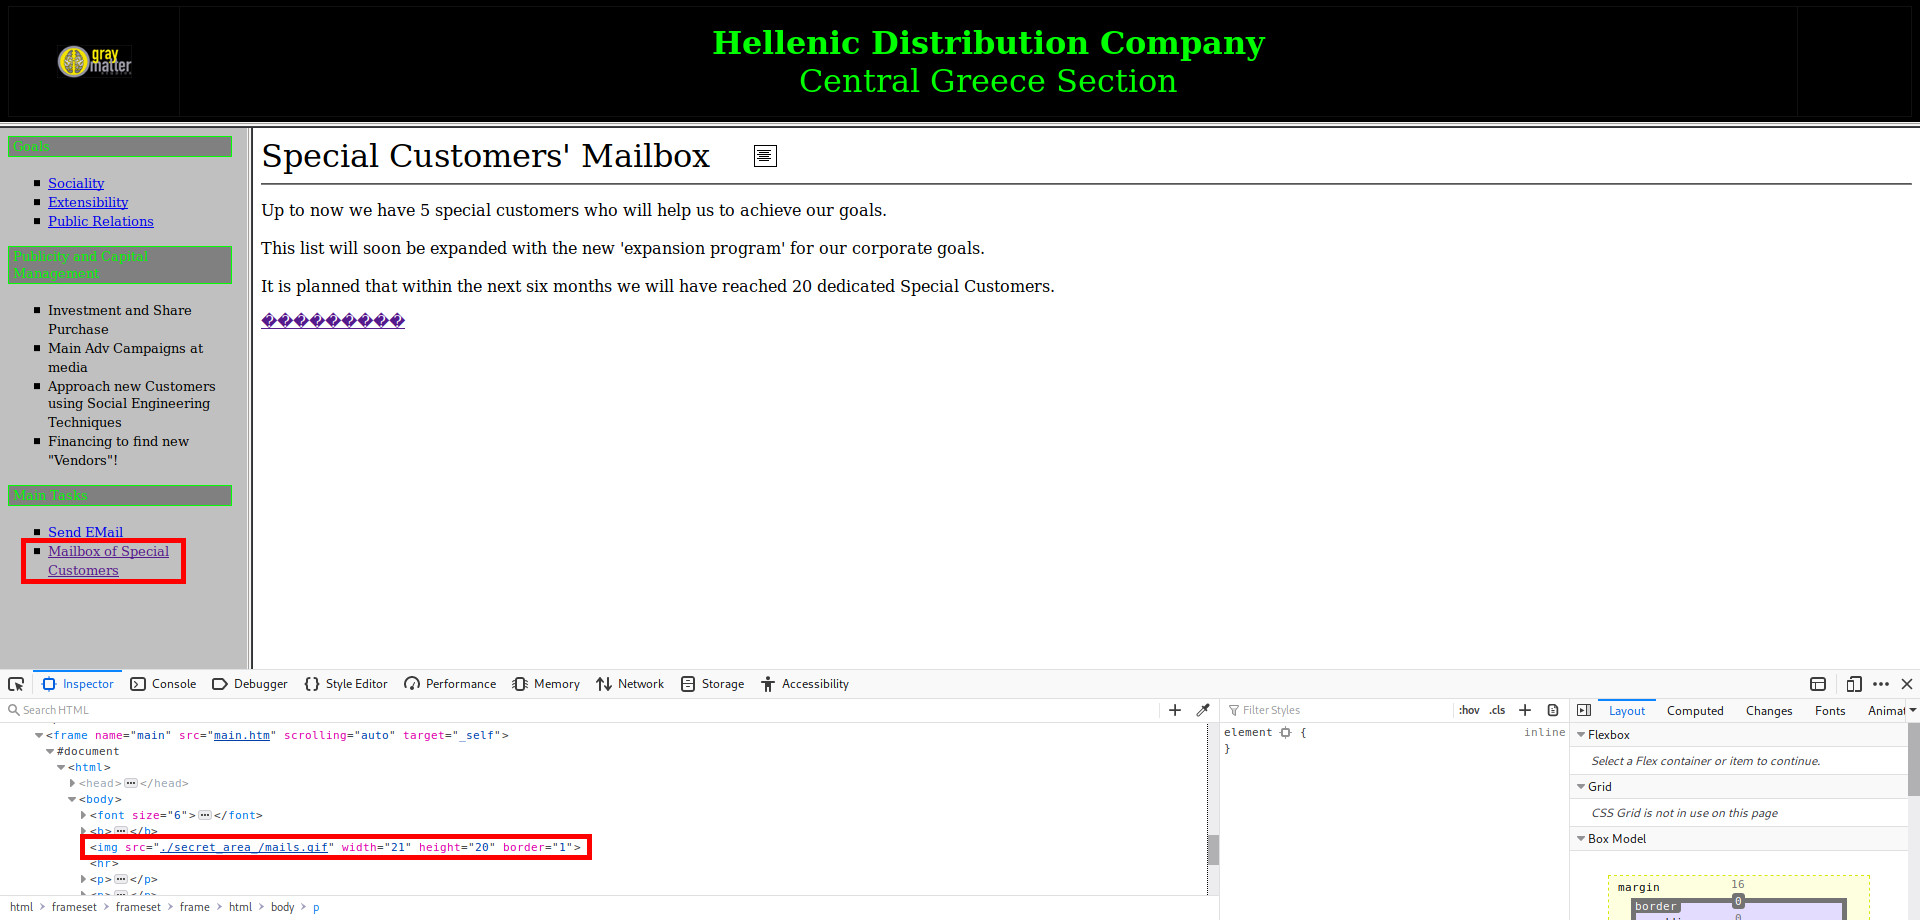 gray
matter
Hellenic Distribution Company
Central Greece Section
Goals
Sociality
Extensibility
Public Relations
Publicity and Capital
Management
Investment and Share
Purchase
Main Adv Campaigns at
media
Approach new Customers
using Social Engineering
Techniques
Financing to find new
"Vendors"!
Main Tasks
Send EMail
Mailbox of Special
Customers
Special Customers' Mailbox
Up to now we have 5 special customers who will help us to achieve our goals.
This list will soon be expanded with the new 'expansion program' for our corporate goals.
It is planned that within the next six months we will have reached 20 dedicated Special Customers.
���������
Inspector Console Debugger Style Editor Performance Memory Network Storage Accessibility
Search HTML
<frame name="main" src="main.htm" scrolling="auto" target="_self">
#document
<html>
<head></head>
<body>
<font size="6"></font>
<b></b>
<img src="./secret_area_/mails.gif" width="21" height="20" border="1">
<hr>
<p></p>
<p></p>
html > frameset > frameset > frame > html > body > p
Filter Styles :hov .cls
element { inline
}
Layout Computed Changes Fonts Animat
Flexbox
Select a Flex container or item to continue.
Grid
CSS Grid is not in use on this page
Box Model
margin 16
border 0
0